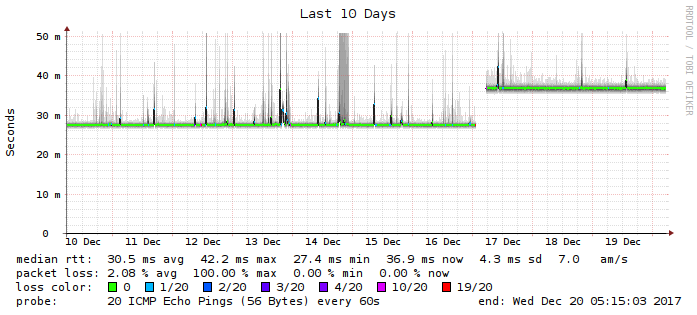 Last 10 Days
RRDTOOL / TOBI OETIKER
Seconds
50 m
40 m
30 m
20 m
10 m
0
10 Dec 11 Dec 12 Dec 13 Dec 14 Dec 15 Dec 16 Dec 17 Dec 18 Dec 19 Dec
median rtt: 30.5 ms avg 42.2 ms max 27.4 ms min 36.9 ms now 4.3 ms sd 7.0 am/s
packet loss: 2.08 % avg 100.00 % max 0.00 % min 0.00 % now
loss color: 0 1/20 2/20 3/20 4/20 10/20 19/20
probe: 20 ICMP Echo Pings (56 Bytes) every 60s end: Wed Dec 20 05:15:03 2017